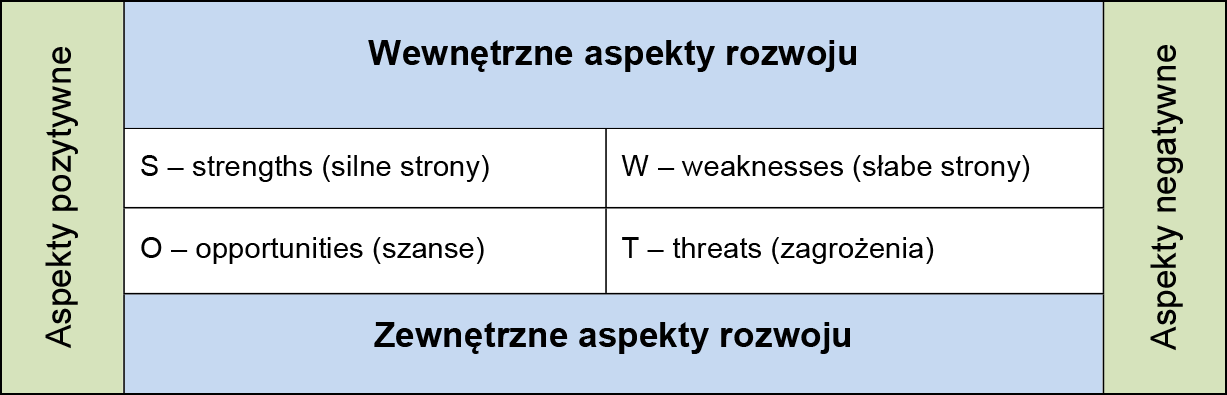 Aspekty pozytywne
Wewnętrzne aspekty rozwoju
S – strengths (silne strony)
W – weaknesses (słabe strony)
O – opportunities (szanse)
T – threats (zagrożenia)
Zewnętrzne aspekty rozwoju
Aspekty negatywne